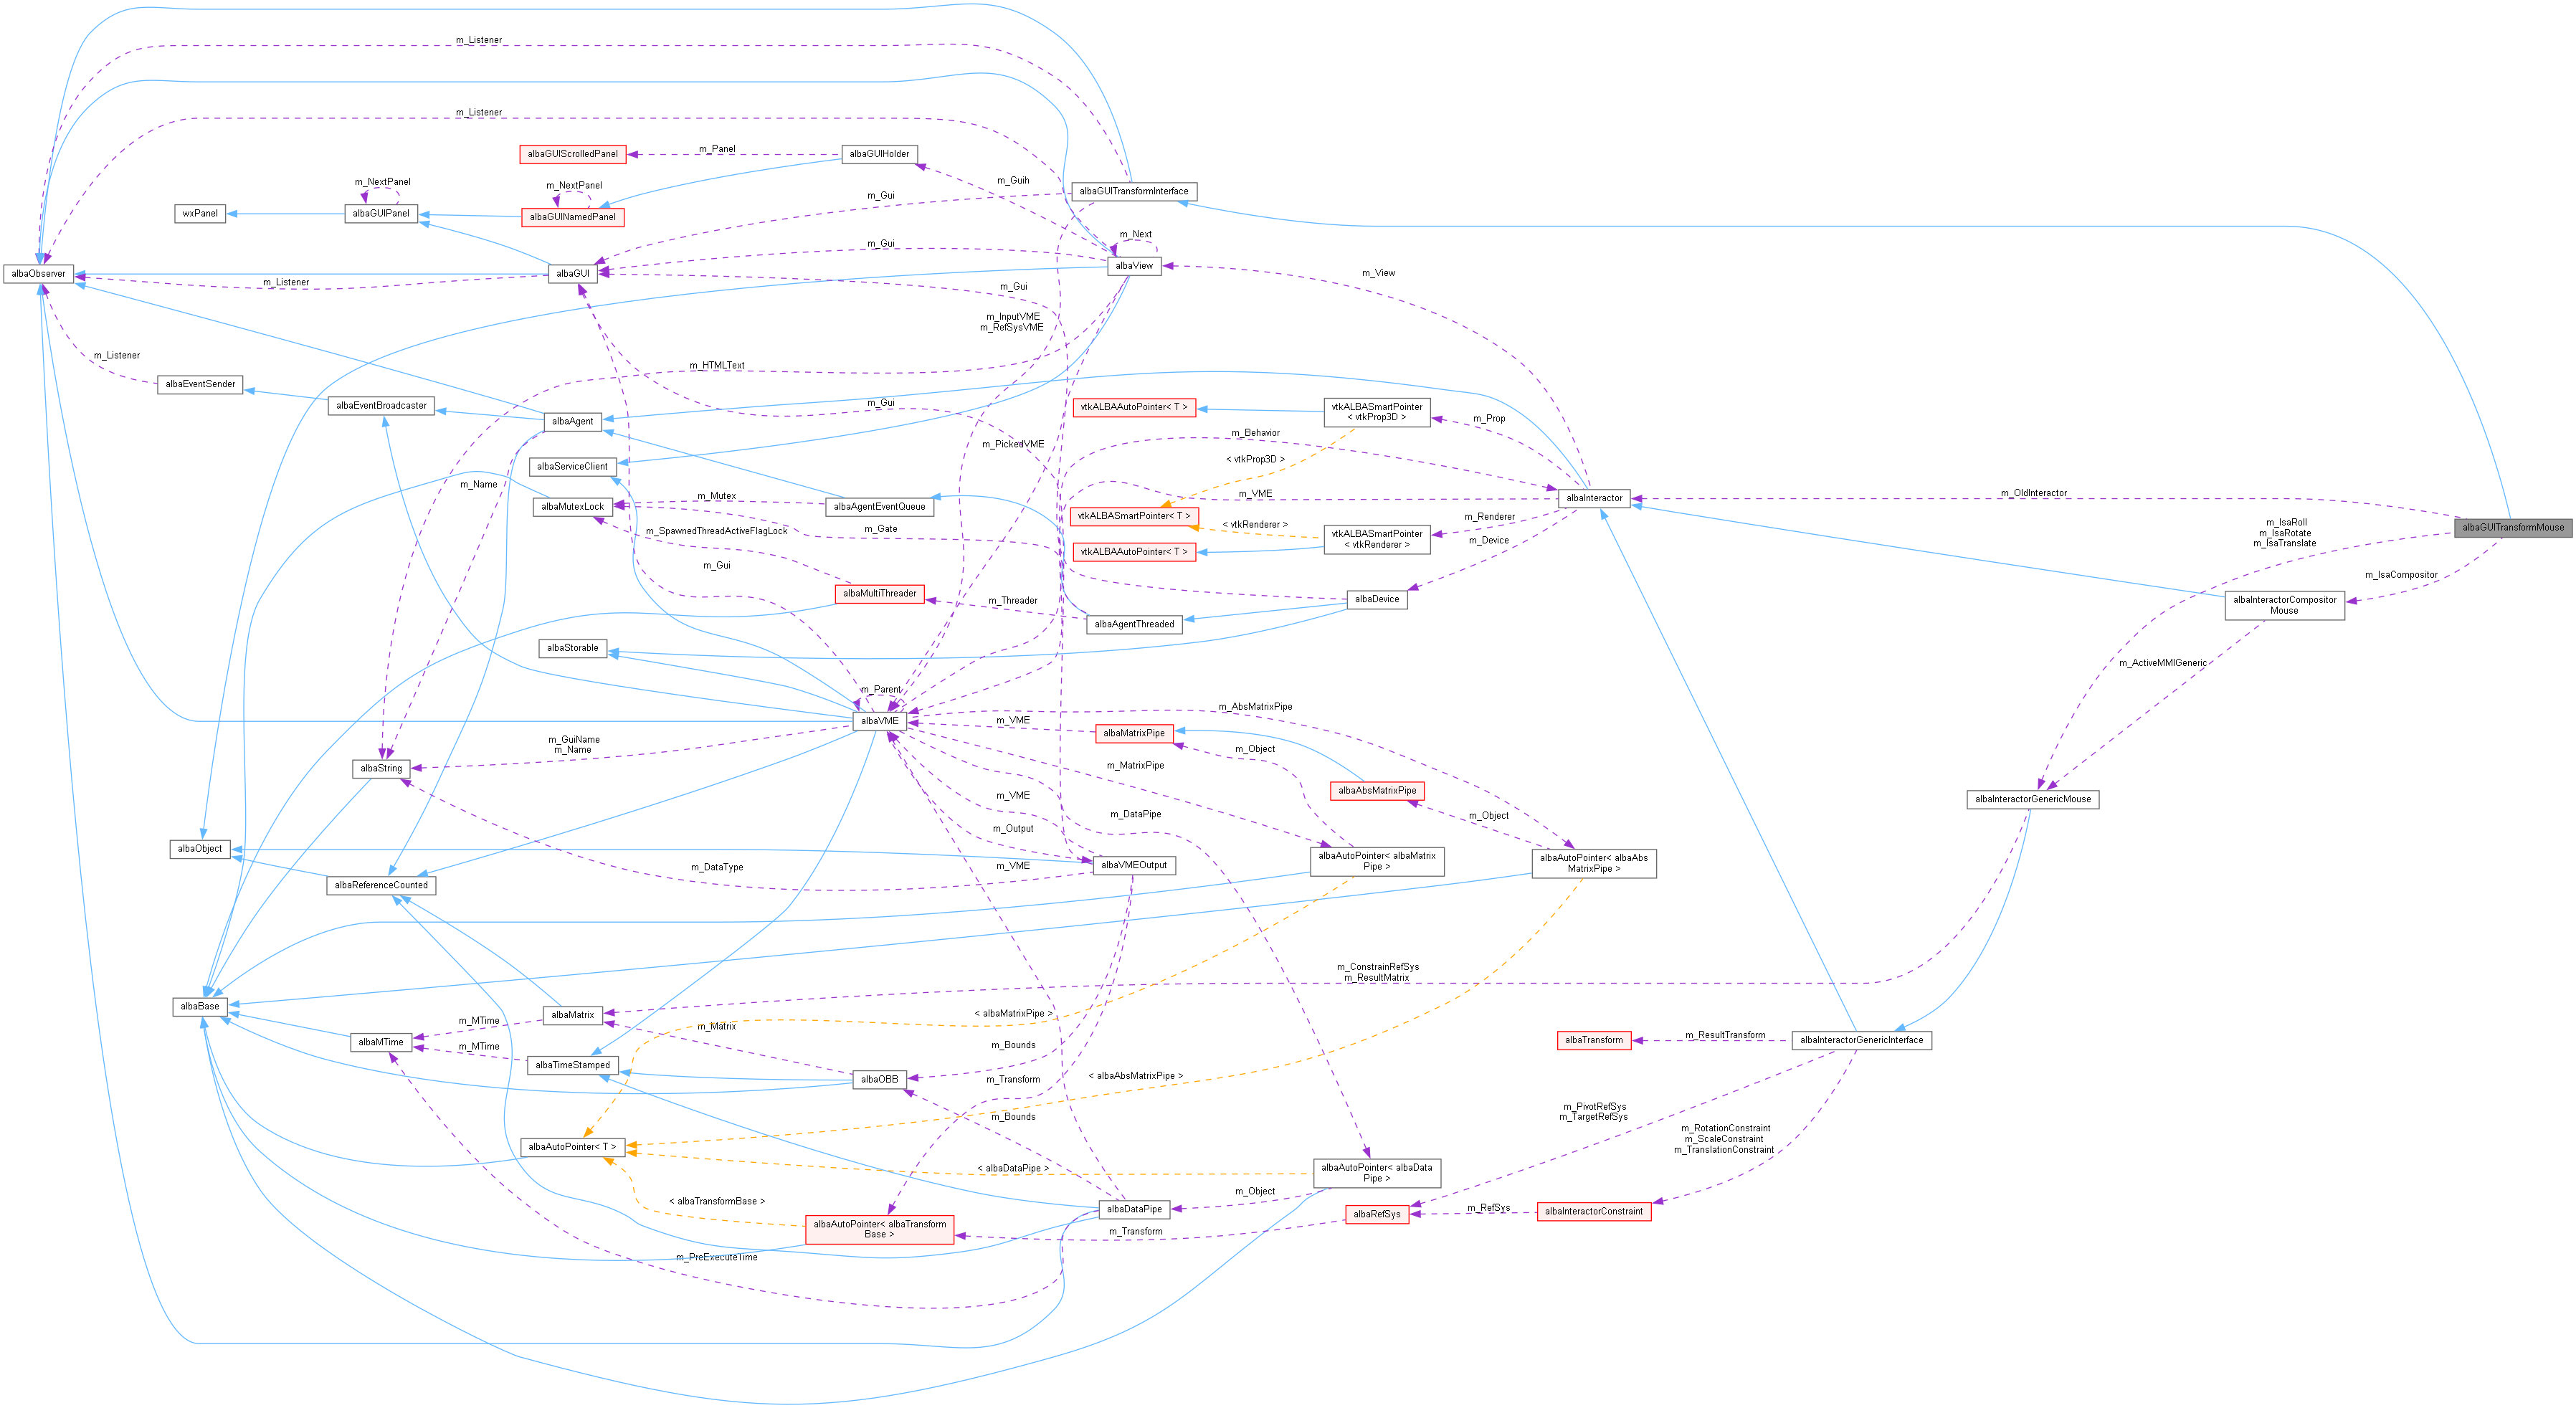 m_Listener
m_Listener
albaGUIScrolledPanel
m_Panel
albaGUIHolder
m_NextPanel
m_NextPanel
m_Guih
albaGUITransformInterface
m_Gui
wxPanel
albaGUIPanel
albaGUINamedPanel
m_Next
m_Gui
albaObserver
albaGUI
albaView
m_View
m_Listener
m_Gui
m_InputVME
m_RefSysVME
m_Listener
m_HTMLText
albaEventSender
albaEventBroadcaster
m_Gui
albaAgent
vtkALBAAutoPointer< T >
vtkALBASmartPointer
< vtkProp3D >
m_Prop
m_PickedVME
m_Behavior
albaServiceClient
< vtkProp3D >
m_Name
m_Mutex
m_VME
albaInteractor
m_OldInteractor
albaMutexLock
albaAgentEventQueue
vtkALBASmartPointer< T >
m_Renderer
m_SpawnedThreadActiveFlagLock
m_Gate
< vtkRenderer >
m_IsaRoll
m_IsaRotate
m_IsaTranslate
albaGUITransformMouse
vtkALBASmartPointer
< vtkRenderer >
m_Device
vtkALBAAutoPointer< T >
m_Gui
m_IsaCompositor
albaMultiThreader
m_Threader
albaDevice
albaInteractorCompositor
Mouse
albaAgentThreaded
albaStorable
m_ActiveMMIGeneric
m_Parent
m_AbsMatrixPipe
albaVME
m_VME
albaMatrixPipe
m_GuiName
m_Name
m_Object
albaString
m_MatrixPipe
albaAbsMatrixPipe
m_VME
albaInteractorGenericMouse
m_DataPipe
m_Object
m_Output
albaObject
albaVMEOutput
albaAutoPointer< albaMatrix
Pipe >
albaAutoPointer< albaAbs
MatrixPipe >
m_DataType
m_VME
albaReferenceCounted
m_ConstrainRefSys
m_ResultMatrix
albaBase
albaMatrix
< albaMatrixPipe >
m_MTime
m_Matrix
albaMTime
m_MTime
m_Bounds
albaTransform
m_ResultTransform
albaInteractorGenericInterface
albaTimeStamped
albaOBB
m_Transform
< albaAbsMatrixPipe >
m_PivotRefSys
m_TargetRefSys
m_Bounds
m_RotationConstraint
m_ScaleConstraint
m_TranslationConstraint
albaAutoPointer< T >
< albaDataPipe >
albaAutoPointer< albaData
Pipe >
m_Object
< albaTransformBase >
albaDataPipe
albaAutoPointer< albaTransform
Base >
albaRefSys
m_RefSys
albaInteractorConstraint
m_Transform
m_PreExecuteTime